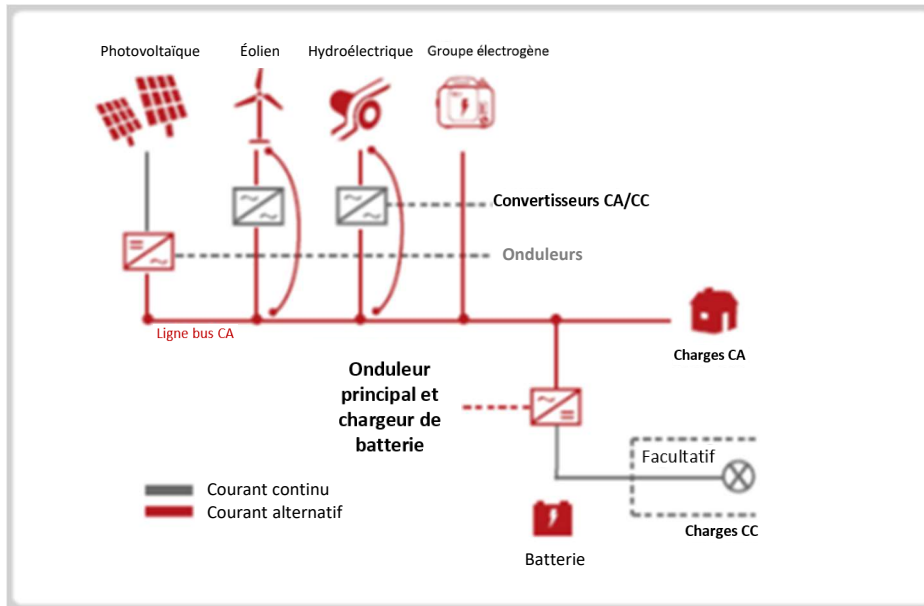 Photovoltaïque
Éolien
Hydroélectrique
Groupe électrogène
Convertisseurs CA/CC
Onduleurs
Ligne bus CA
Charges CA
Onduleur
principal et
chargeur de
batterie
Facultatif
Courant continu
Courant alternatif
Charges CC
Batterie